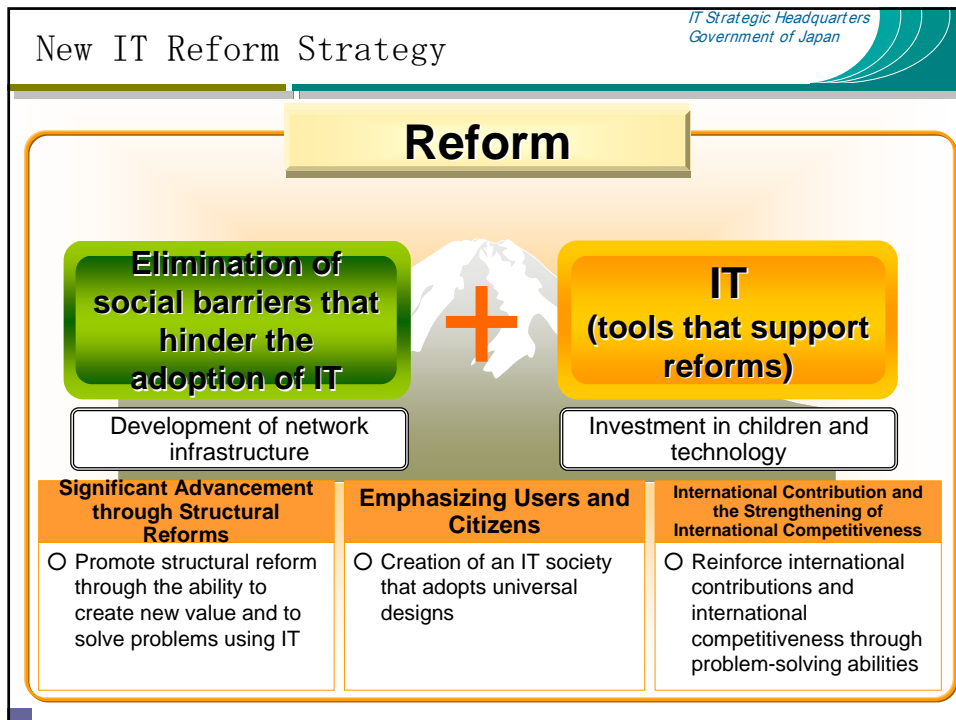 IT Strategic Headquarters
Government of Japan
New IT Reform Strategy
Reform
Elimination of
social barriers that
hinder the
adoption of IT
+
IT
(tools that support
reforms)
Development of network
infrastructure
Investment in children and
technology
Significant Advancement
through Structural
Reforms
○ Promote structural reform
through the ability to
create new value and to
solve problems using IT
Emphasizing Users and
Citizens
○ Creation of an IT society
that adopts universal
designs
International Contribution and
the Strengthening of
International Competitiveness
○ Reinforce international
contributions and
international
competitiveness through
problem-solving abilities